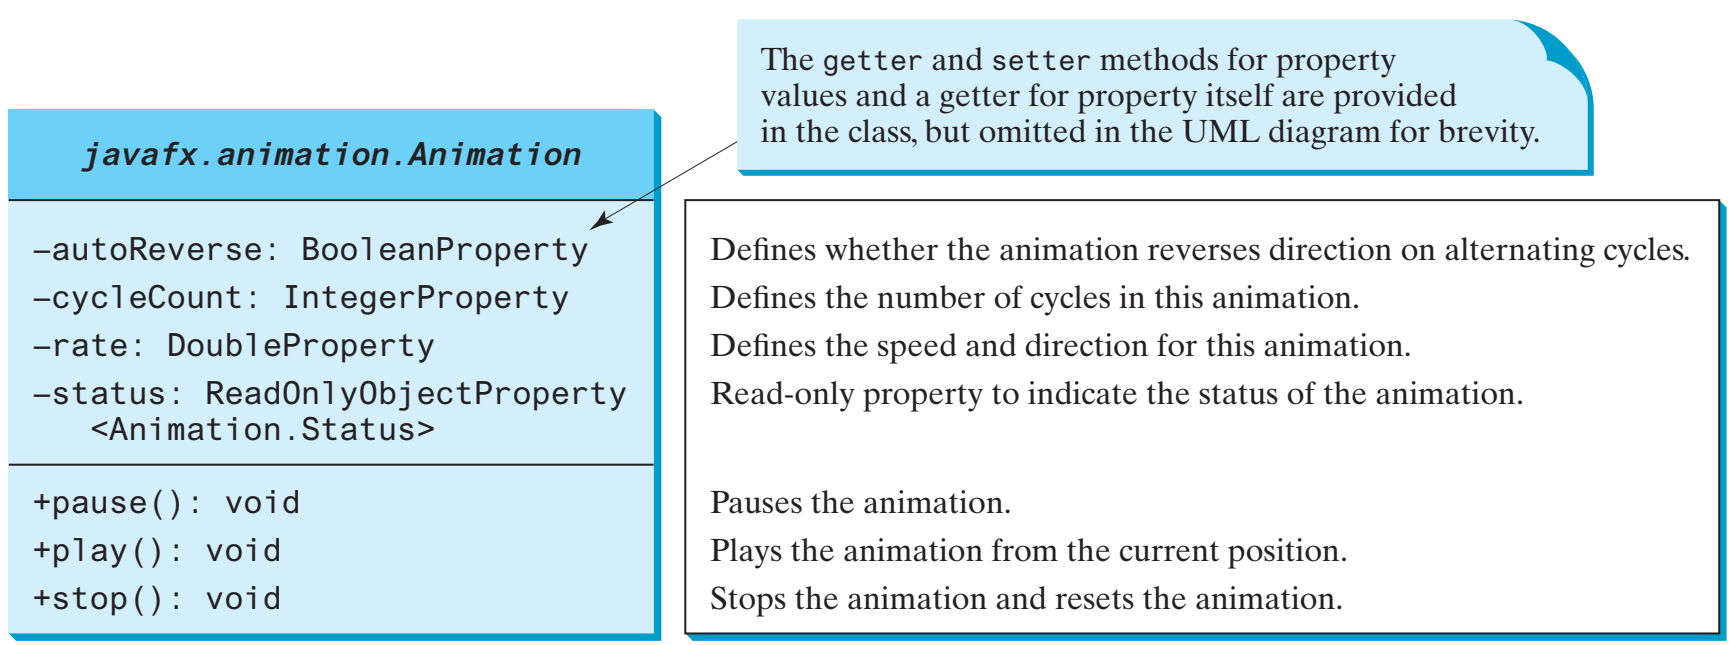 The getter and setter methods for property
values and a getter for property itself are provided
in the class, but omitted in the UML diagram for brevity.
javafx.animation.Animation
–autoReverse: BooleanProperty
–cycleCount: IntegerProperty
–rate: DoubleProperty
–status: ReadOnlyObjectProperty
<Animation.Status>
Defines whether the animation reverses direction on alternating cycles.
Defines the number of cycles in this animation.
Defines the speed and direction for this animation.
Read-only property to indicate the status of the animation.
+pause(): void
+play(): void
+stop(): void
Pauses the animation.
Plays the animation from the current position.
Stops the animation and resets the animation.